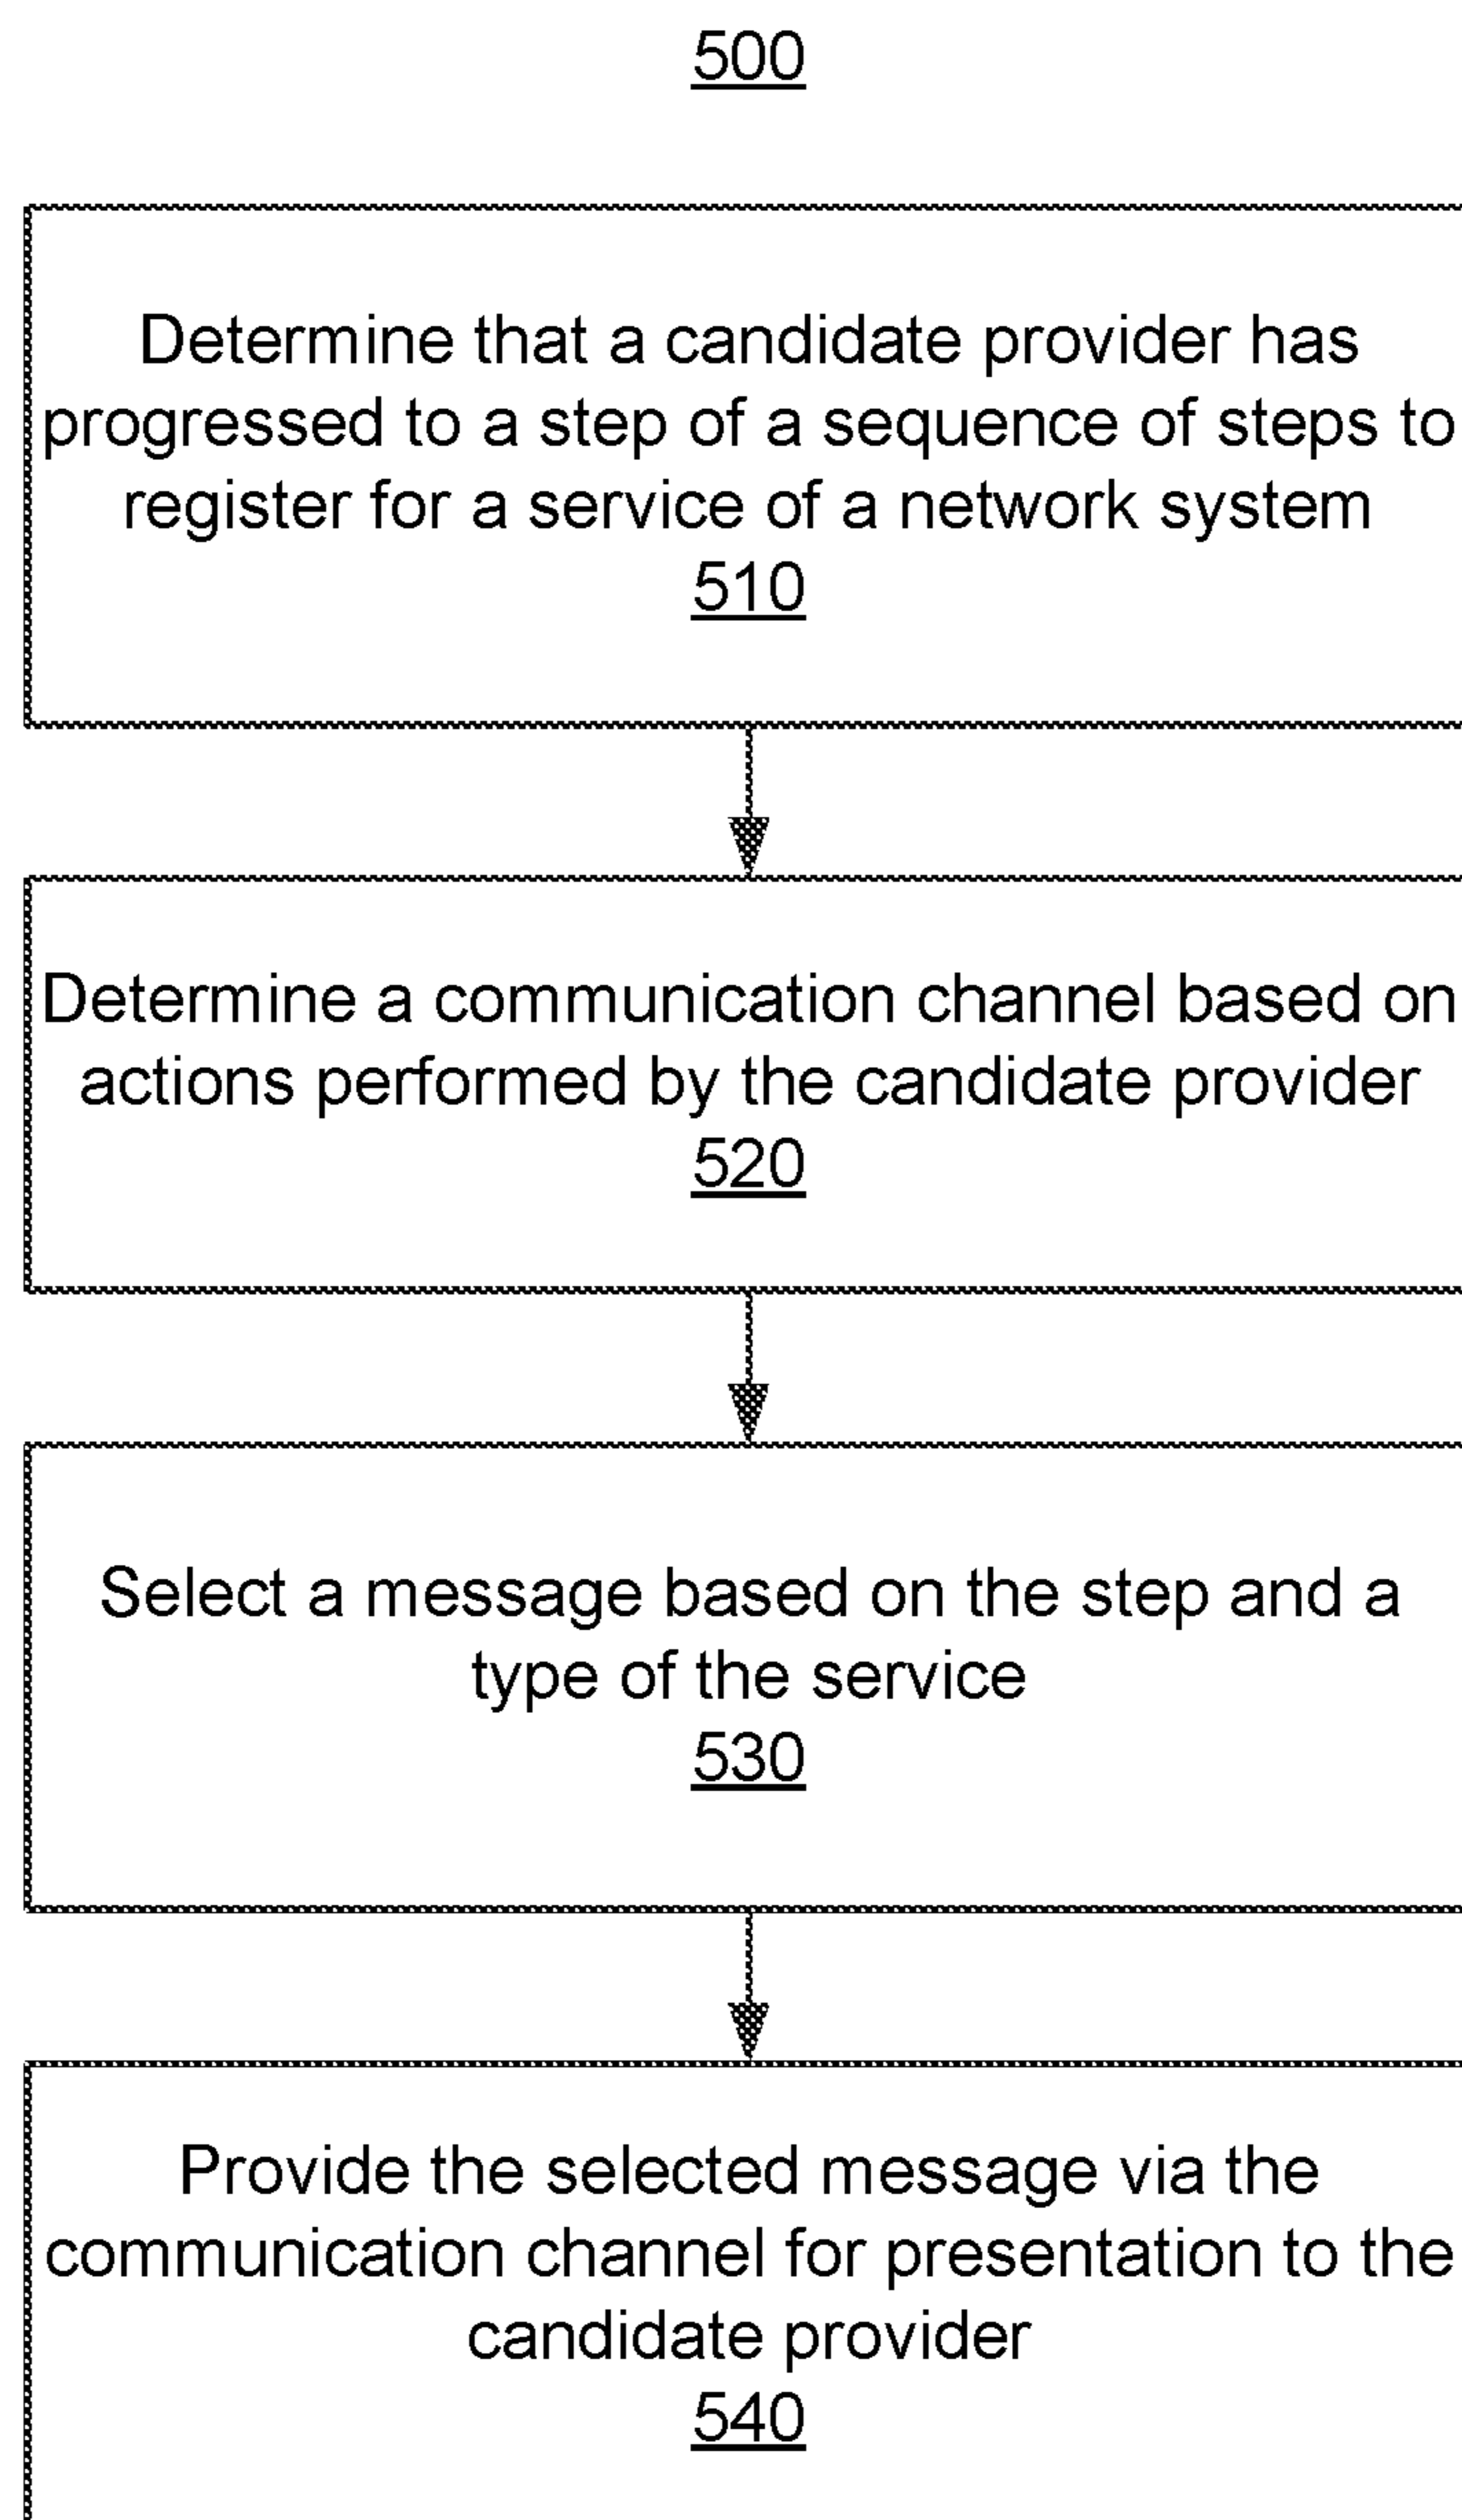 500
Determine that a candidate provider has
progressed to a step of a sequence of steps to
register for a service of a network system
510
Determine a communication channel based on
actions performed by the candidate provider
520
Select a message based on the step and a
type of the service
530
Provide the selected message via the
communication channel for presentation to the
candidate provider
540